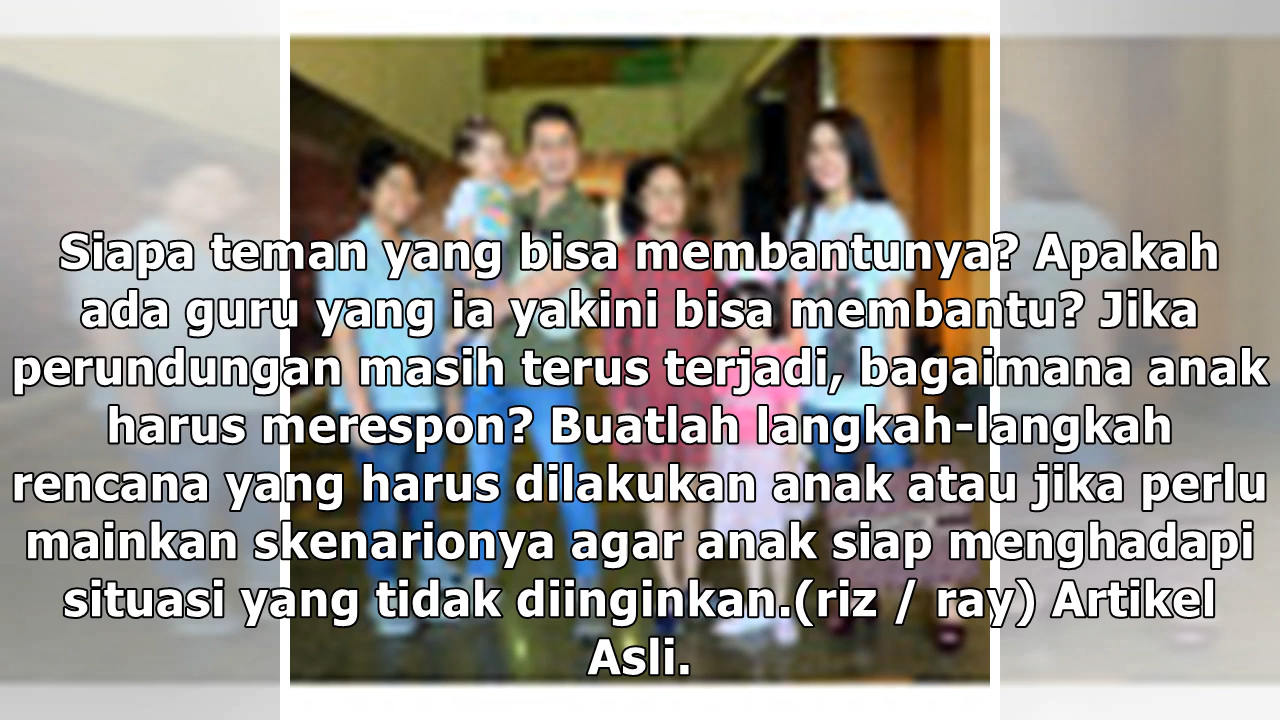 Siapa teman yang bisa membantunya? Apakah
ada guru yang ia yakini bisa membantu? Jika
perundungan masih terus terjadi, bagaimana anak
harus merespon? Buatlah langkah-langkah
rencana yang harus dilakukan anak atau jika perlu
mainkan skenarionya agar anak siap menghadapi
situasi yang tidak diinginkan.(riz / ray) Artikel
Asli.